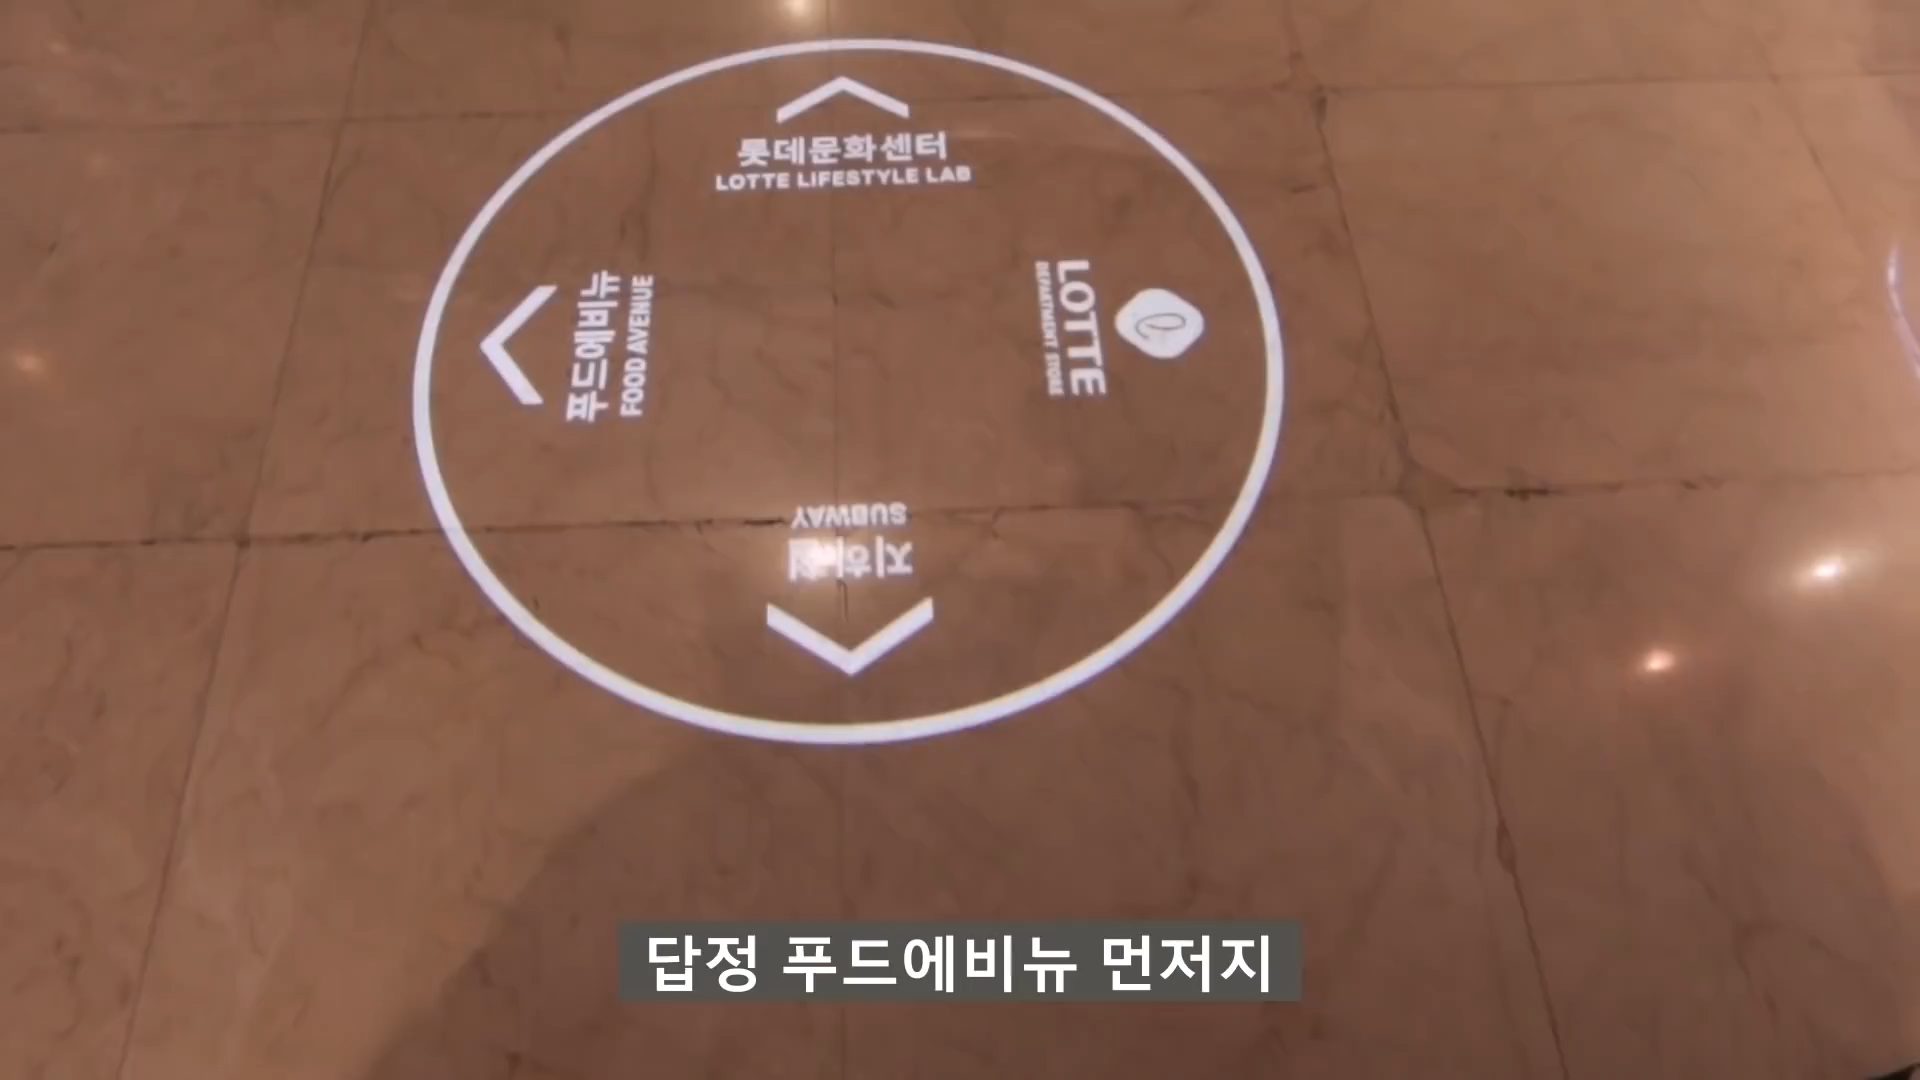 롯데문화센터
LOTTE LIFESTYLE LAB
푸드에비뉴
FOOD AVENUE
LOTTE
DEPARTMENT STORE
지하철
SUBWAY
답정 푸드에비뉴 먼저지